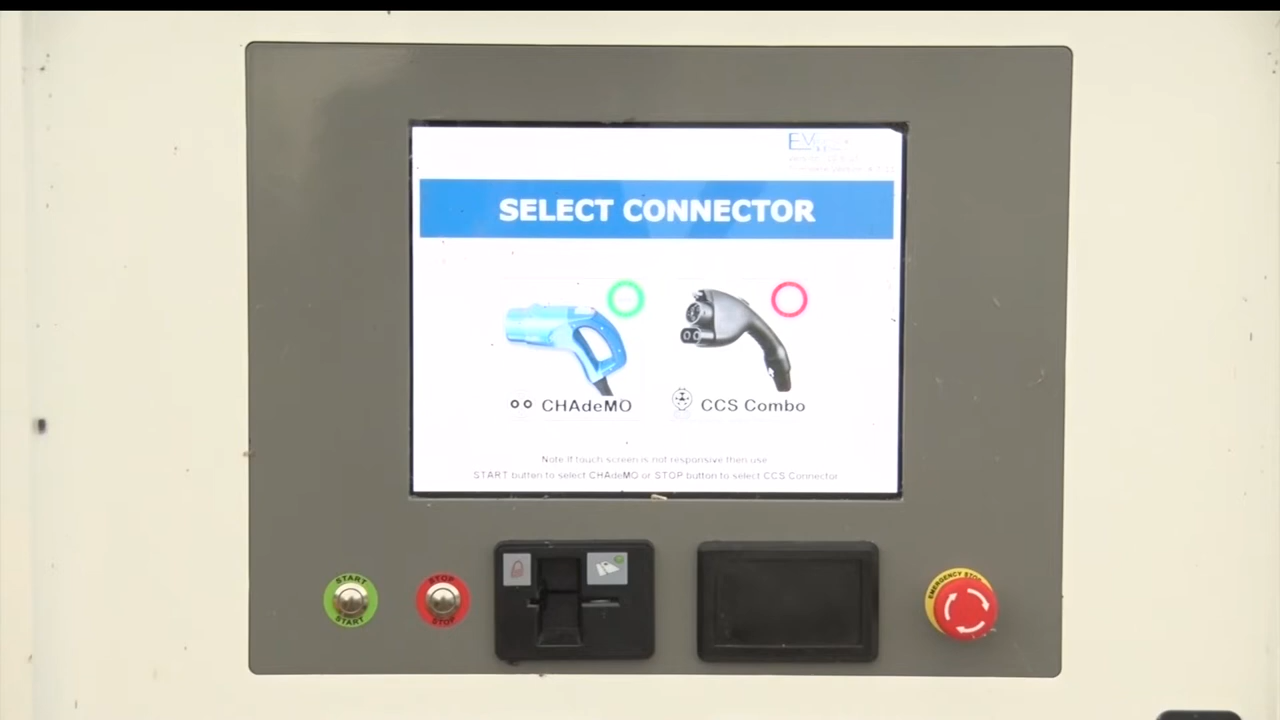 SELECT CONNECTOR
CHAdeMO
CCS Combo
Note If touch screen is not responsive then use
START button to select CHAdeMO or STOP button to select CCS Connector
START
START
STOP
STOP
EMERGENCY STOP